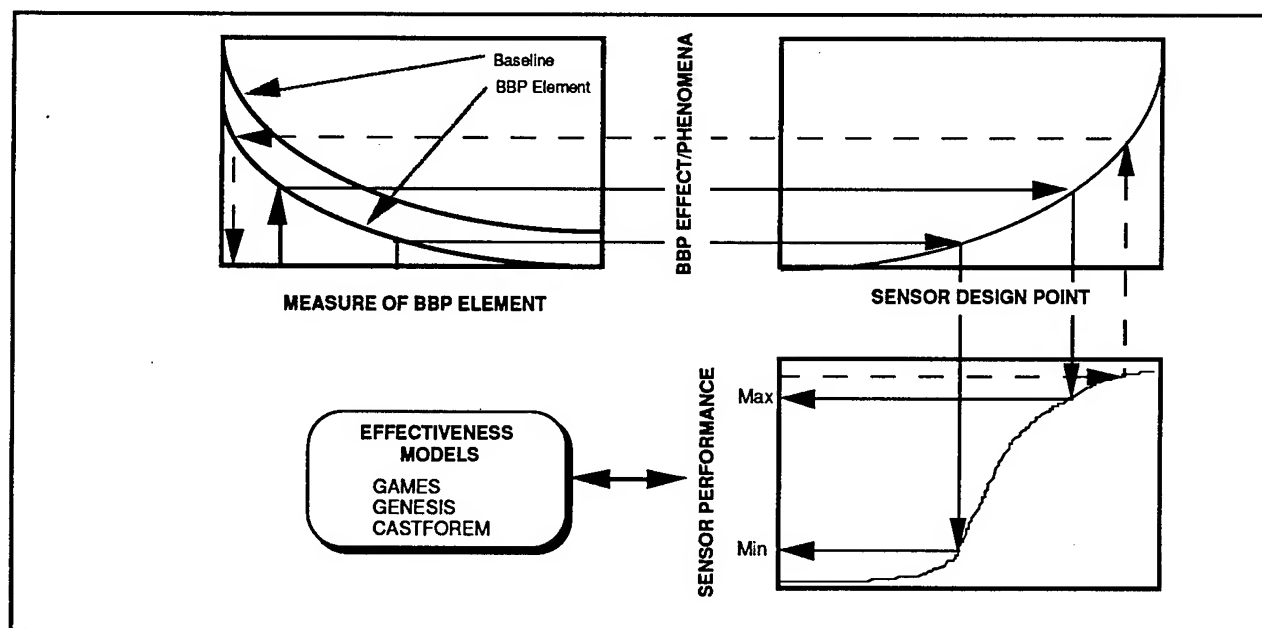 Baseline
BBP Element
BBP EFFECT/PHENOMENA
MEASURE OF BBP ELEMENT
SENSOR DESIGN POINT
EFFECTIVENESS
MODELS
GAMES
GENESIS
CASTFOREM
SENSOR PERFORMANCE
Max
Min